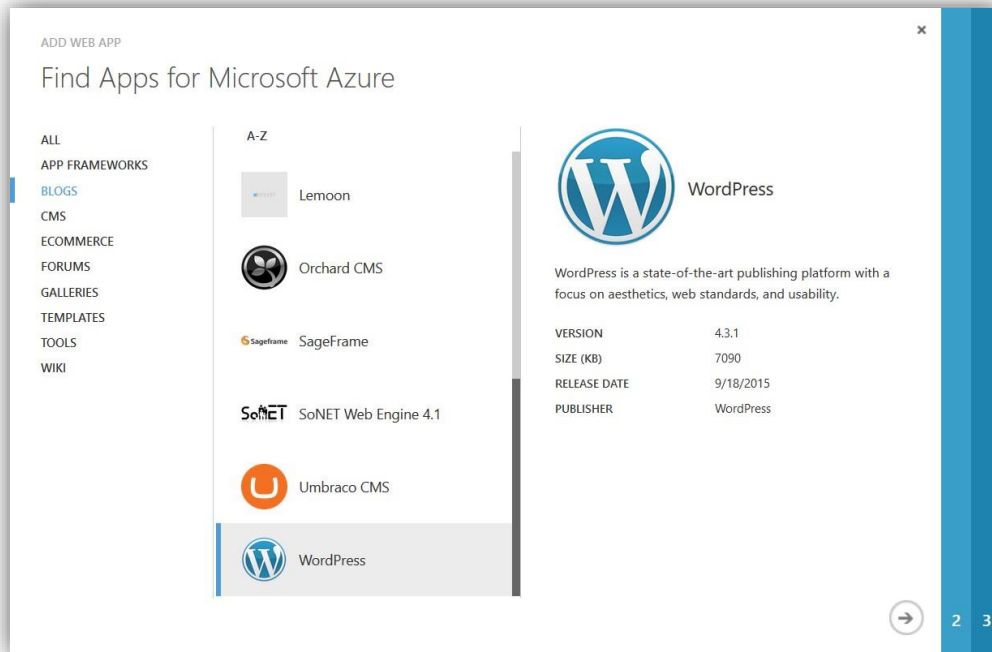 ADD WEB APP
Find Apps for Microsoft Azure
ALL
APP FRAMEWORKS
BLOGS
CMS
ECOMMERCE
FORUMS
GALLERIES
TEMPLATES
TOOLS
WIKI
A-Z
Lemoon
Orchard CMS
Sageframe SageFrame
SoNET SoNET Web Engine 4.1
Umbraco CMS
WordPress
WordPress
WordPress is a state-of-the-art publishing platform with a
focus on aesthetics, web standards, and usability.
VERSION 4.3.1
SIZE (KB) 7090
RELEASE DATE 9/18/2015
PUBLISHER WordPress
2 3